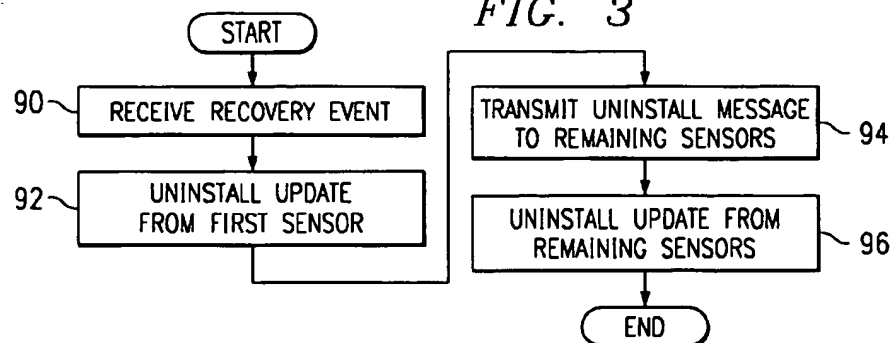 FIG. 3
START
90
RECEIVE RECOVERY EVENT
92
UNINSTALL UPDATE
FROM FIRST SENSOR
TRANSMIT UNINSTALL MESSAGE
TO REMAINING SENSORS
94
UNINSTALL UPDATE FROM
REMAINING SENSORS
96
END